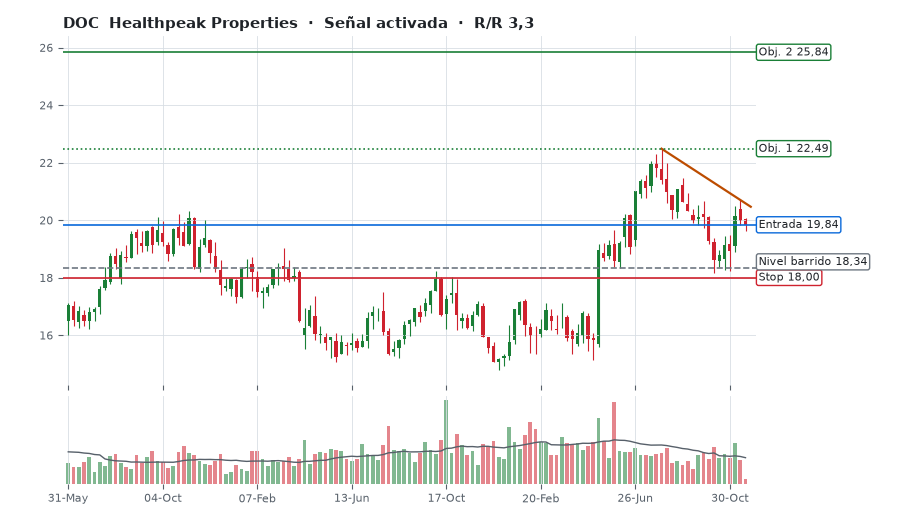 DOC Healthpeak Properties · Señal activada · R/R 3,3
26
Obj. 2 25,84
24
Obj. 1 22,49
22
20
Entrada 19,84
Nivel barrido 18,34
18
Stop 18,00
16
31-May 04-Oct 07-Feb 13-Jun 17-Oct 20-Feb 26-Jun 30-Oct